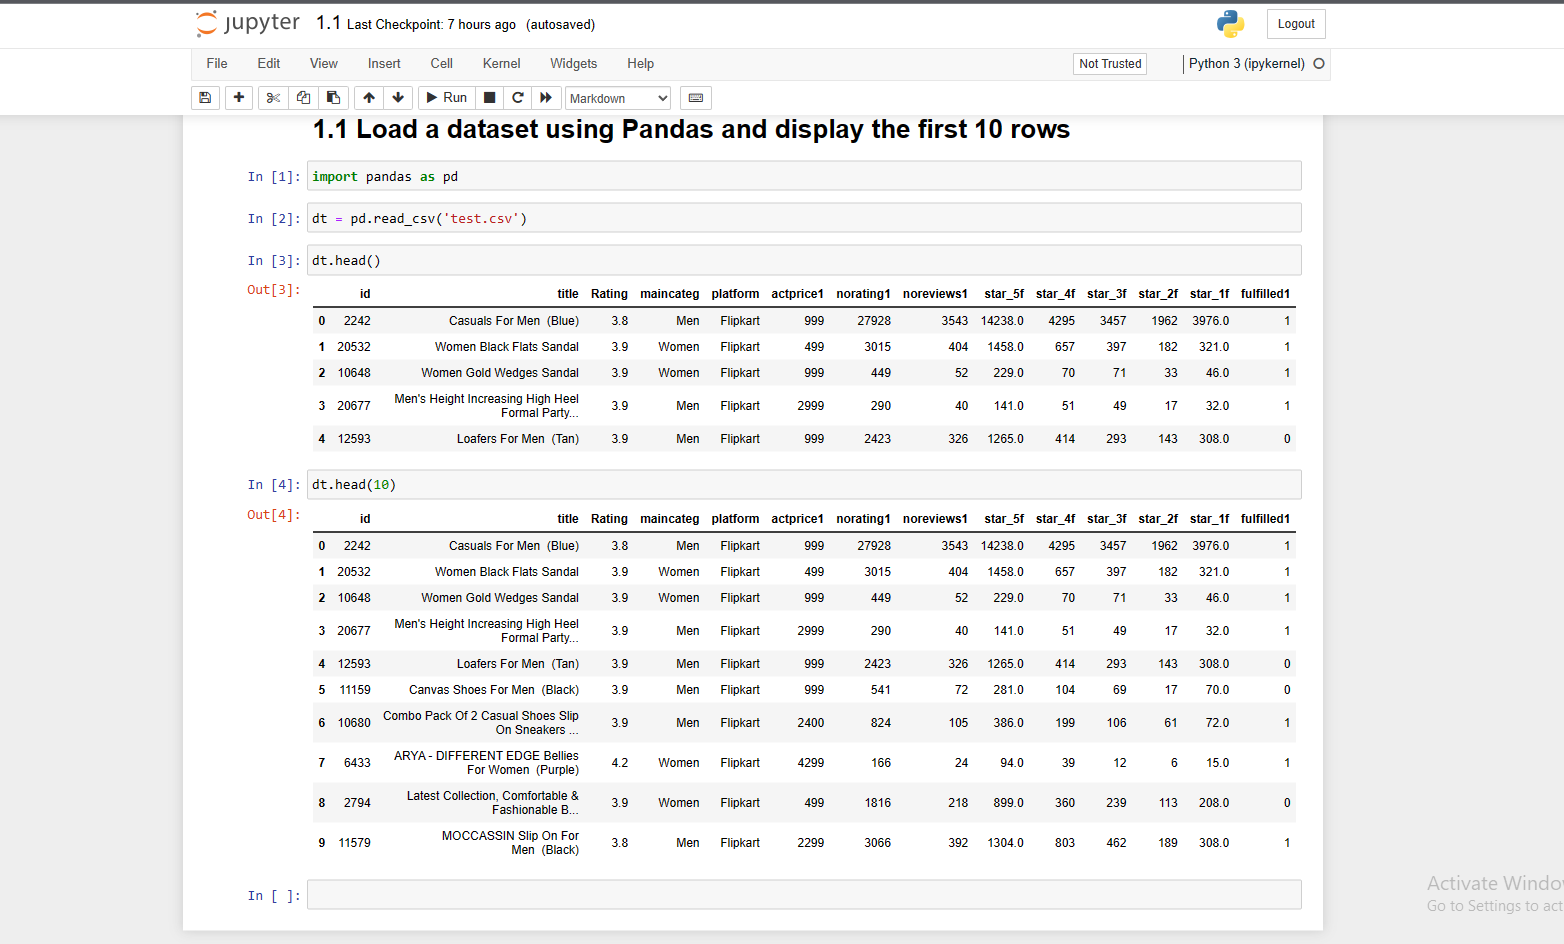 jupyter 1.1 Last Checkpoint: 7 hours ago (autosaved) Logout
File Edit View Insert Cell Kernel Widgets Help Not Trusted Python 3 (ipykernel)
Run Markdown
1.1 Load a dataset using Pandas and display the first 10 rows
In [1]: import pandas as pd
In [2]: dt = pd.read_csv('test.csv')
In [3]: dt.head()
Out[3]:
id title Rating maincateg platform actprice1 norating1 noreviews1 star_5f star_4f star_3f star_2f star_1f fulfilled1
0 2242 Casuals For Men (Blue) 3.8 Men Flipkart 999 27928 3543 14238.0 4295 3457 1962 3976.0 1
1 20532 Women Black Flats Sandal 3.9 Women Flipkart 499 3015 404 1458.0 657 397 182 321.0 1
2 10648 Women Gold Wedges Sandal 3.9 Women Flipkart 999 449 52 229.0 70 71 33 46.0 1
Men's Height Increasing High Heel
3 20677 Formal Party... 3.9 Men Flipkart 2999 290 40 141.0 51 49 17 32.0 1
4 12593 Loafers For Men (Tan) 3.9 Men Flipkart 999 2423 326 1265.0 414 293 143 308.0 0
In [4]: dt.head(10)
Out[4]:
id title Rating maincateg platform actprice1 norating1 noreviews1 star_5f star_4f star_3f star_2f star_1f fulfilled1
0 2242 Casuals For Men (Blue) 3.8 Men Flipkart 999 27928 3543 14238.0 4295 3457 1962 3976.0 1
1 20532 Women Black Flats Sandal 3.9 Women Flipkart 499 3015 404 1458.0 657 397 182 321.0 1
2 10648 Women Gold Wedges Sandal 3.9 Women Flipkart 999 449 52 229.0 70 71 33 46.0 1
Men's Height Increasing High Heel
3 20677 Formal Party... 3.9 Men Flipkart 2999 290 40 141.0 51 49 17 32.0 1
4 12593 Loafers For Men (Tan) 3.9 Men Flipkart 999 2423 326 1265.0 414 293 143 308.0 0
5 11159 Canvas Shoes For Men (Black) 3.9 Men Flipkart 999 541 72 281.0 104 69 17 70.0 0
Combo Pack Of 2 Casual Shoes Slip
6 10680 On Sneakers ... 3.9 Men Flipkart 2400 824 105 386.0 199 106 61 72.0 1
ARYA - DIFFERENT EDGE Bellies
7 6433 For Women (Purple) 4.2 Women Flipkart 4299 166 24 94.0 39 12 6 15.0 1
Latest Collection, Comfortable &
8 2794 Fashionable B... 3.9 Women Flipkart 499 1816 218 899.0 360 239 113 208.0 0
MOCCASSIN Slip On For
9 11579 Men (Black) 3.8 Men Flipkart 2299 3066 392 1304.0 803 462 189 308.0 1
In [ ]:
Activate Windo
Go to Settings to act